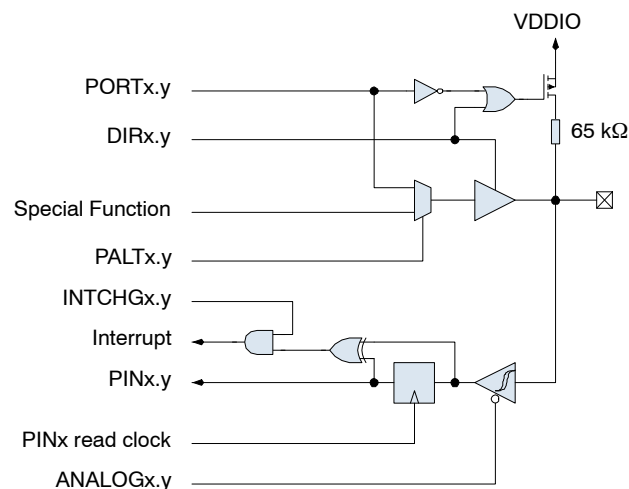 VDDIO
PORTx.y
DIRx.y
65 kΩ
Special Function
PALTx.y
INTCHGx.y
Interrupt
PINx.y
PINx read clock
ANALOGx.y